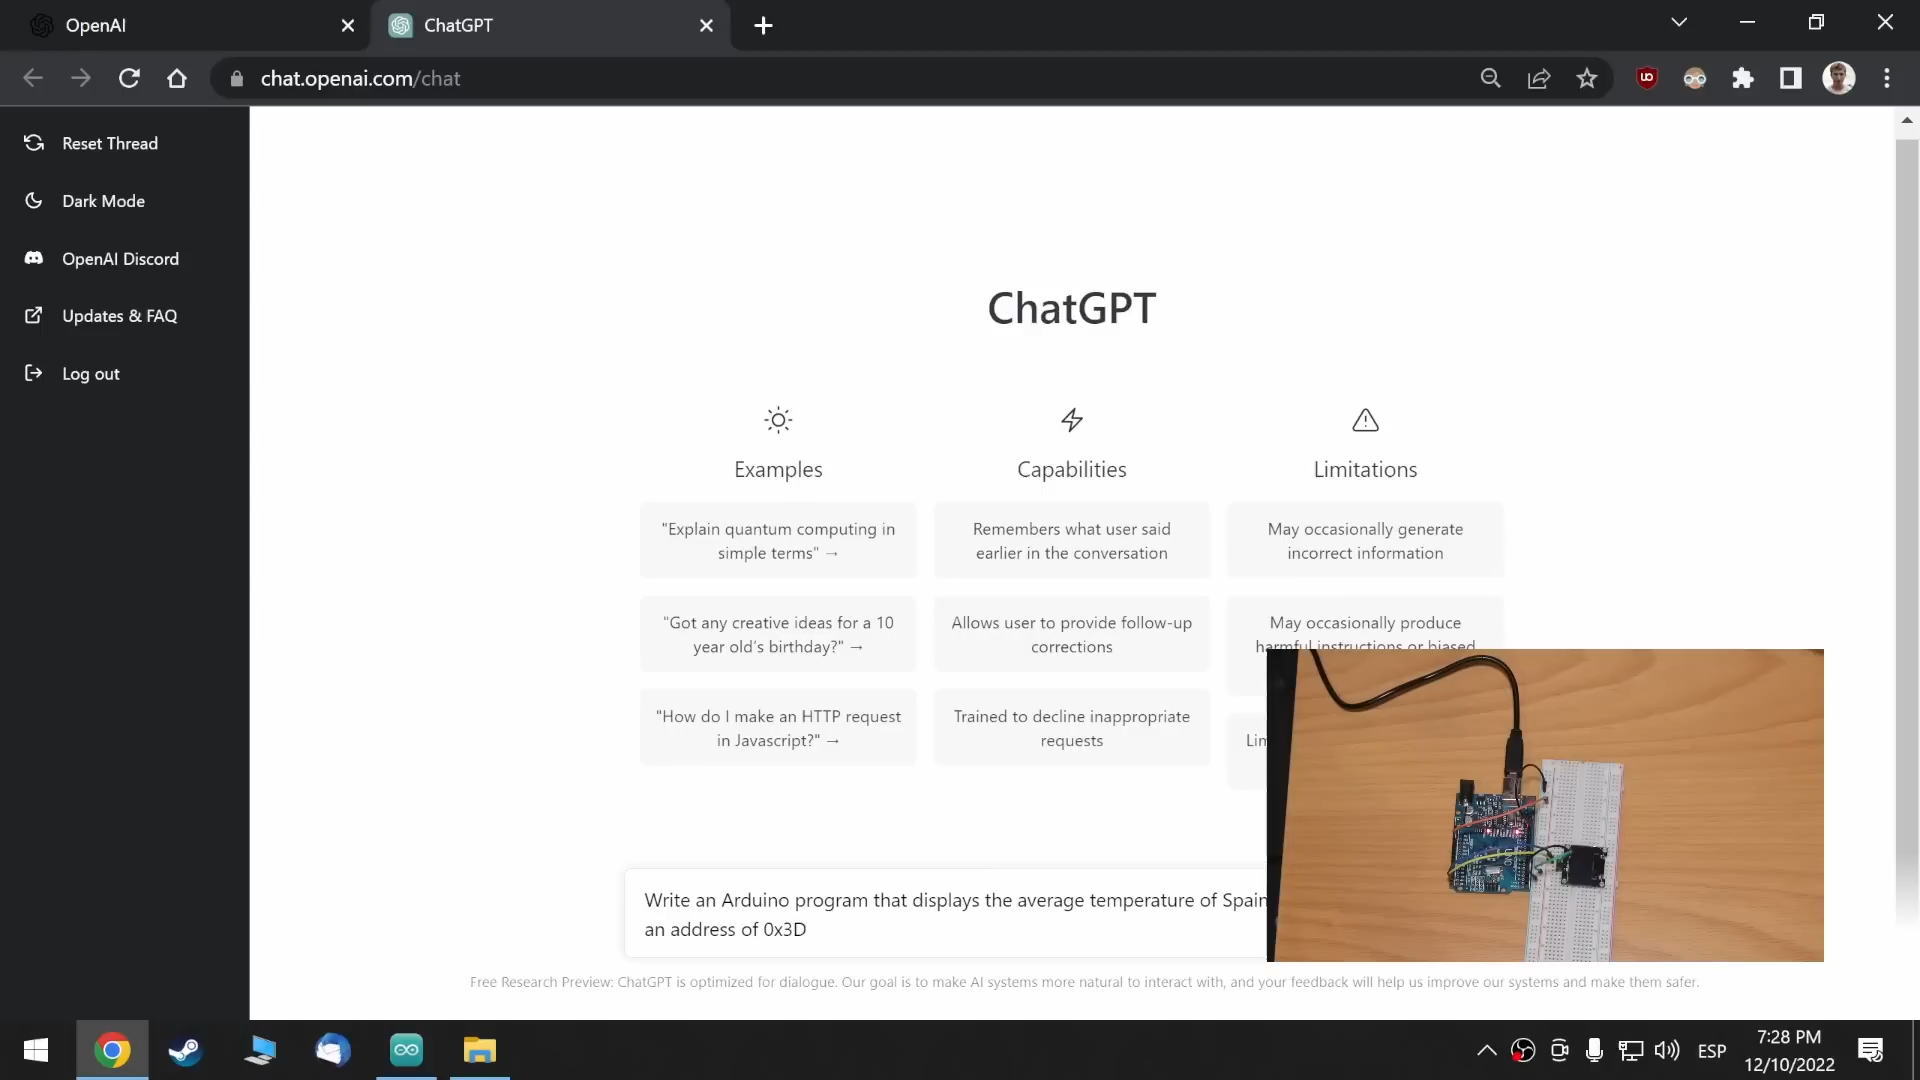 OpenAI
ChatGPT
chat.openai.com/chat
Reset Thread
Dark Mode
OpenAI Discord
Updates & FAQ
Log out
ChatGPT
Examples
Capabilities
Limitations
"Explain quantum computing in
simple terms" →
Remembers what user said
earlier in the conversation
May occasionally generate
incorrect information
"Got any creative ideas for a 10
year old's birthday?" →
Allows user to provide follow-up
corrections
May occasionally produce
harmful instructions or biased
"How do I make an HTTP request
in Javascript?" →
Trained to decline inappropriate
requests
Write an Arduino program that displays the average temperature of Spain
an address of 0x3D
Free Research Preview: ChatGPT is optimized for dialogue. Our goal is to make AI systems more natural to interact with, and your feedback will help us improve our systems and make them safer.
ESP
7:28 PM
12/10/2022